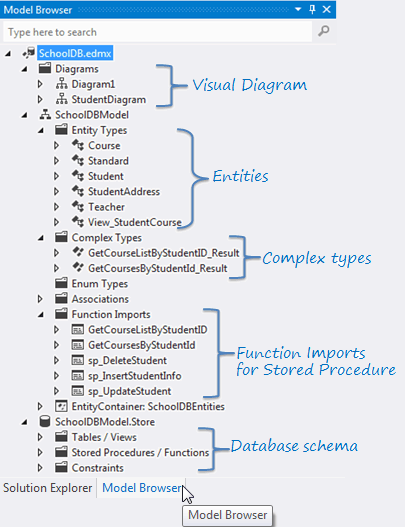 Model Browser
Type here to search
SchoolDB.edmx
Diagrams
Diagram1
StudentDiagram
Visual Diagram
SchoolDBModel
Entity Types
Course
Standard
Student
StudentAddress
Teacher
View_StudentCourse
Entities
Complex Types
GetCourseListByStudentID_Result
GetCoursesByStudentId_Result
Complex types
Enum Types
Associations
Function Imports
GetCourseListByStudentID
GetCoursesByStudentId
sp_DeleteStudent
sp_InsertStudentInfo
sp_UpdateStudent
Function Imports
for Stored Procedure
EntityContainer: SchoolDBEntities
SchoolDBModel.Store
Tables / Views
Stored Procedures / Functions
Constraints
Database schema
Solution Explorer Model Browser
Model Browser